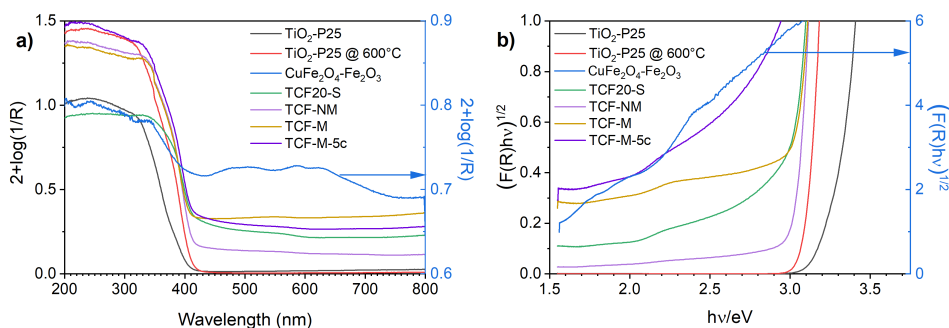 a)
1.5
1.0
0.5
0.0
2+log(1/R)
200
300
400
500
600
700
800
Wavelength (nm)
0.9
0.8
0.7
0.6
2+log(1/R)
TiO₂-P25
TiO₂-P25 @ 600°C
CuFe₂O₄-Fe₂O₃
TCF20-S
TCF-NM
TCF-M
TCF-M-5c
b)
1.0
0.8
0.6
0.4
0.2
0.0
(F(R)hν)^1/2
1.5
2.0
2.5
3.0
3.5
hν/eV
6
4
2
0
(F(R)hν)^1/2
TiO₂-P25
TiO₂-P25 @ 600°C
CuFe₂O₄-Fe₂O₃
TCF20-S
TCF-NM
TCF-M
TCF-M-5c